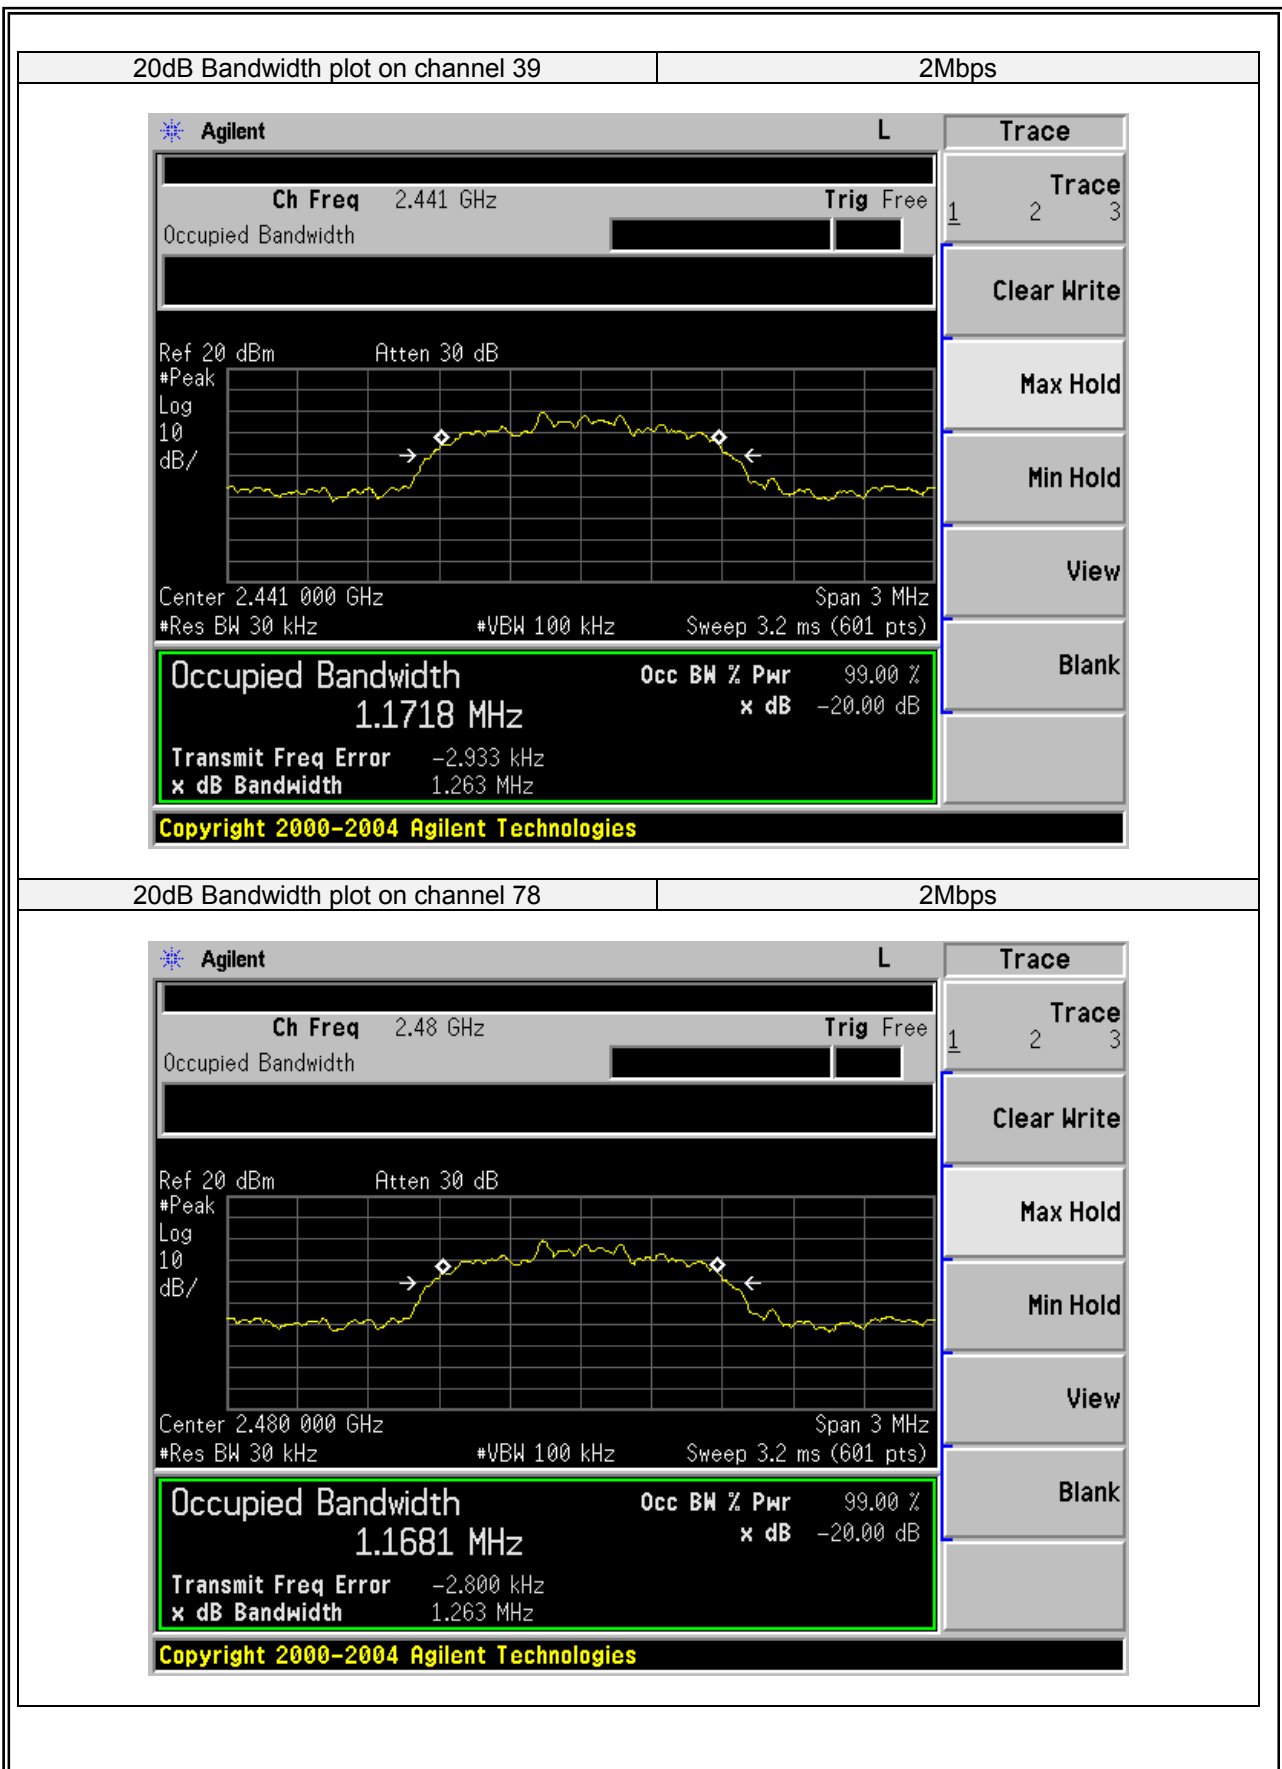 20dB Bandwidth plot on channel 39 2Mbps
Agilent L Trace
Ch Freq 2.441 GHz Trig Free
Occupied Bandwidth
Trace
1 2 3
Clear Write
Max Hold
Min Hold
View
Blank
Ref 20 dBm Atten 30 dB
#Peak
Log
10
dB/
Center 2.441 000 GHz Span 3 MHz
#Res BW 30 kHz #VBW 100 kHz Sweep 3.2 ms (601 pts)
Occupied Bandwidth Occ BW % Pwr 99.00 %
1.1718 MHz x dB -20.00 dB
Transmit Freq Error -2.933 kHz
x dB Bandwidth 1.263 MHz
Copyright 2000-2004 Agilent Technologies
20dB Bandwidth plot on channel 78 2Mbps
Agilent L Trace
Ch Freq 2.48 GHz Trig Free
Occupied Bandwidth
Trace
1 2 3
Clear Write
Max Hold
Min Hold
View
Blank
Ref 20 dBm Atten 30 dB
#Peak
Log
10
dB/
Center 2.480 000 GHz Span 3 MHz
#Res BW 30 kHz #VBW 100 kHz Sweep 3.2 ms (601 pts)
Occupied Bandwidth Occ BW % Pwr 99.00 %
1.1681 MHz x dB -20.00 dB
Transmit Freq Error -2.800 kHz
x dB Bandwidth 1.263 MHz
Copyright 2000-2004 Agilent Technologies